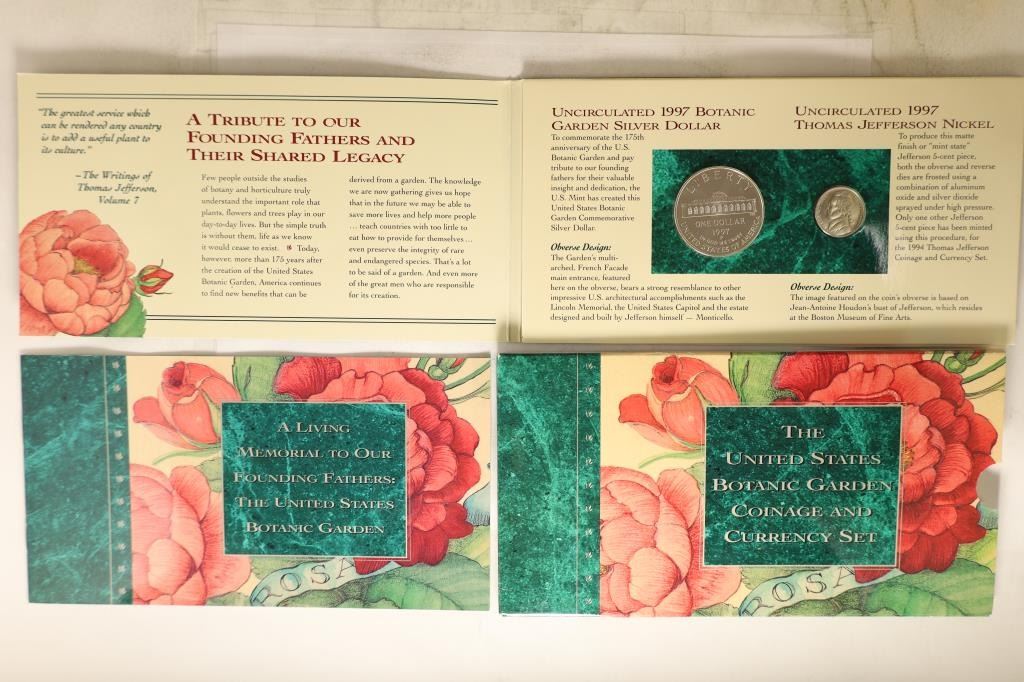 "The greatest service which
can be rendered any country
is to add a useful plant to
its culture."
–The Writings of
Thomas Jefferson,
Volume 7
A Tribute to our
Founding Fathers and
Their Shared Legacy
Few people outside the studies
of botany and horticulture truly
understand the important role that
plants, flowers and trees play in our
day-to-day lives. But the simple truth
is without them, life as we know
it would cease to exist. Today,
however, more than 175 years after
the creation of the United States
Botanic Garden, America continues
to find new benefits that can be
derived from a garden. The knowledge
we are now gathering gives us hope
that in the future we may be able to
save more lives and help more people
... teach countries with too little to
eat how to provide for themselves ...
even preserve the integrity of rare
and endangered species. That's a lot
to be said of a garden. And even more
of the great men who are responsible
for its creation.
Uncirculated 1997 Botanic
Garden Silver Dollar
To commemorate the 175th
anniversary of the U.S.
Botanic Garden and pay
tribute to our founding
fathers for their valuable
insight and dedication, the
U.S. Mint has created this
United States Botanic
Garden Commemorative
Silver Dollar.
Obverse Design:
The Garden's multi-
arched, French Facade
main entrance, featured
here on the obverse, bears a strong resemblance to other
impressive U.S. architectural accomplishments such as the
Lincoln Memorial, the United States Capitol and the estate
designed and built by Jefferson himself — Monticello.
LIBERTY
ONE DOLLAR
1997
UNITED STATES OF AMERICA
Uncirculated 1997
Thomas Jefferson Nickel
To produce this matte
finish or "mint state"
Jefferson 5-cent piece,
both the obverse and reverse
dies are frosted using a
combination of aluminum
oxide and silver dioxide
sprayed under high pressure.
Only one other Jefferson
5-cent piece has been minted
using this procedure, for
the 1994 Thomas Jefferson
Coinage and Currency Set.
Obverse Design:
The image featured on the coin's obverse is based on
Jean-Antoine Houdon's bust of Jefferson, which resides
at the Boston Museum of Fine Arts.
A Living
Memorial to Our
Founding Fathers:
The United States
Botanic Garden
ROSA
The
United States
Botanic Garden
Coinage and
Currency Set
ROSA